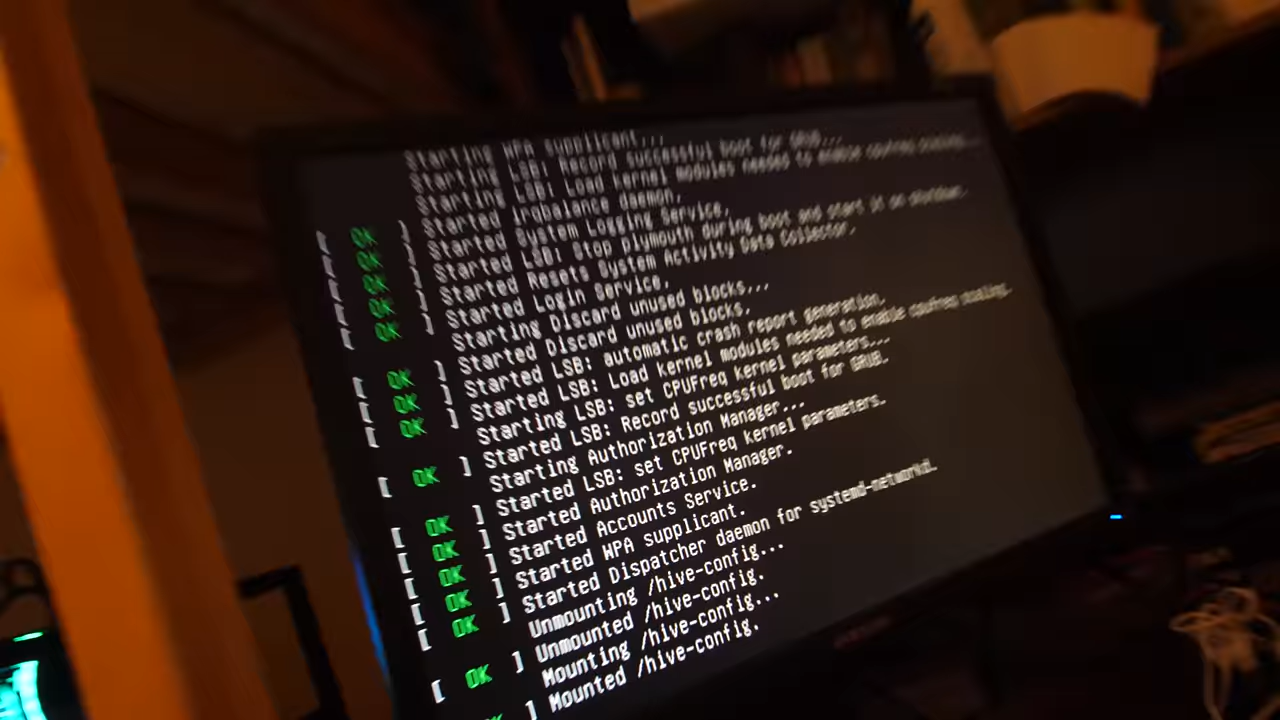 Starting WPA supplicant...
Starting LSB: Record successful boot for GRUB...
Starting LSB: Load kernel modules needed to enable cpufreq scaling...
[ OK ] Started irqbalance daemon.
[ OK ] Started System Logging Service.
[ OK ] Started LSB: Stop plymouth during boot and start it on shutdown.
[ OK ] Started Resets System Activity Data Collector.
[ OK ] Started Login Service.
Starting Discard unused blocks...
[ OK ] Started Discard unused blocks.
[ OK ] Started LSB: automatic crash report generation.
[ OK ] Started LSB: Load kernel modules needed to enable cpufreq scaling.
Starting LSB: set CPUFreq kernel parameters...
[ OK ] Started LSB: Record successful boot for GRUB.
Starting Authorization Manager...
[ OK ] Started LSB: set CPUFreq kernel parameters.
[ OK ] Started Authorization Manager.
[ OK ] Started Accounts Service.
[ OK ] Started WPA supplicant.
[ OK ] Started Dispatcher daemon for systemd-networkd.
Unmounting /hive-config...
[ OK ] Unmounted /hive-config.
Mounting /hive-config...
[ OK ] Mounted /hive-config.